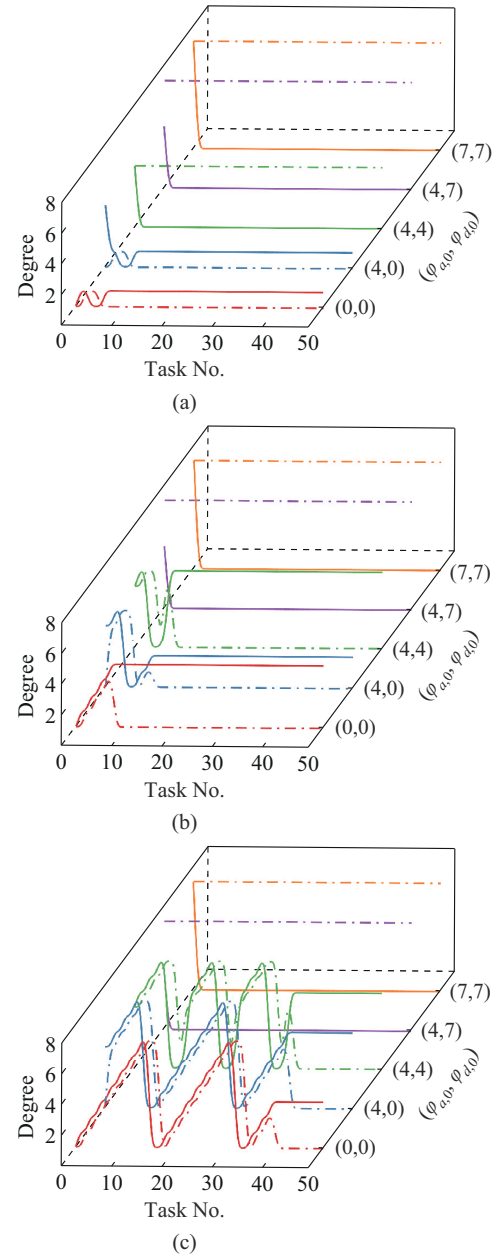 8
6
4
2
Degree
0 10 20 30 40 50
Task No.
(0,0)
(4,0)
(4,4)
(4,7)
(7,7)
(φa,0, φd,0)
(a)
8
6
4
2
Degree
0 10 20 30 40 50
Task No.
(0,0)
(4,0)
(4,4)
(4,7)
(7,7)
(φa,0, φd,0)
(b)
8
6
4
2
Degree
0 10 20 30 40 50
Task No.
(0,0)
(4,0)
(4,4)
(4,7)
(7,7)
(φa,0, φd,0)
(c)